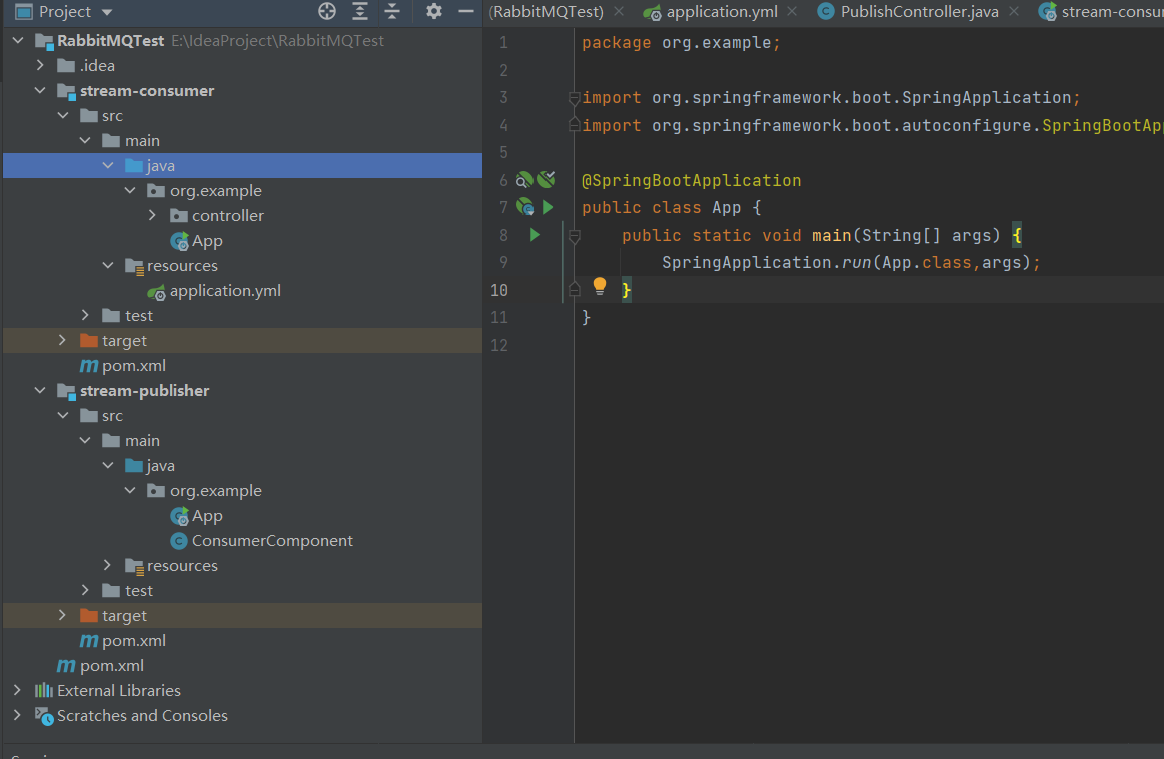 Project
RabbitMQTest E:\IdeaProject\RabbitMQTest
.idea
stream-consumer
src
main
java
org.example
controller
App
resources
application.yml
test
target
pom.xml
stream-publisher
src
main
java
org.example
App
ConsumerComponent
resources
test
target
pom.xml
pom.xml
External Libraries
Scratches and Consoles
(RabbitMQTest) application.yml PublishController.java stream-consu
1 package org.example;
2
3 import org.springframework.boot.SpringApplication;
4 import org.springframework.boot.autoconfigure.SpringBootAp
5
6 @SpringBootApplication
7 public class App {
8 public static void main(String[] args) {
9 SpringApplication.run(App.class,args);
10 }
11 }
12